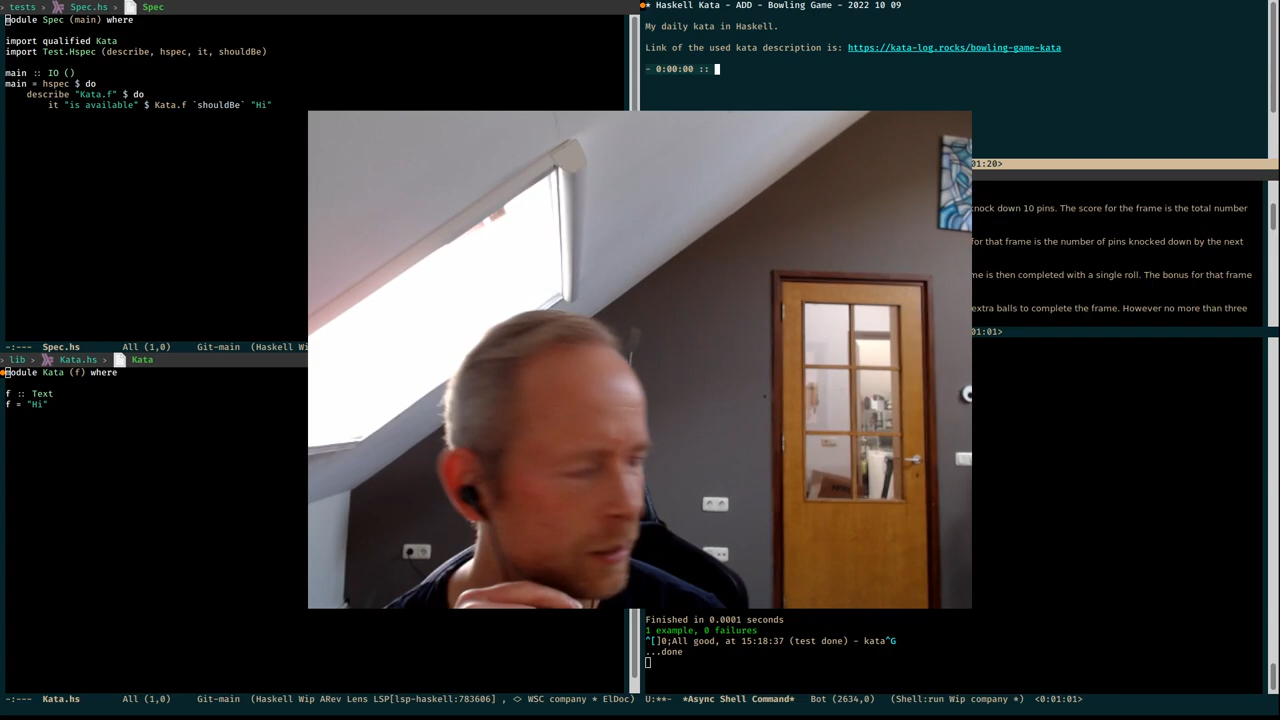 tests > Spec.hs > Spec
module Spec (main) where
import qualified Kata
import Test.Hspec (describe, hspec, it, shouldBe)
main :: IO ()
main = hspec $ do
describe "Kata.f" $ do
it "is available" $ Kata.f `shouldBe` "Hi"
-:--- Spec.hs All (1,0) Git-main (Haskell Wi
lib > Kata.hs > Kata
module Kata (f) where
f :: Text
f = "Hi"
-:--- Kata.hs All (1,0) Git-main (Haskell Wip ARev Lens LSP[lsp-haskell:783606] , <> WSC company * ElDoc)
* Haskell Kata - ADD - Bowling Game - 2022 10 09
My daily kata in Haskell.
Link of the used kata description is: https://kata-log.rocks/bowling-game-kata
- 0:00:00 ::
01:20>
knock down 10 pins. The score for the frame is the total number
for that frame is the number of pins knocked down by the next
me is then completed with a single roll. The bonus for that frame
extra balls to complete the frame. However no more than three
01:01>
Finished in 0.0001 seconds
1 example, 0 failures
^[]0;All good, at 15:18:37 (test done) - kata^G
...done
U:**- *Async Shell Command* Bot (2634,0) (Shell:run Wip company *) <0:01:01>